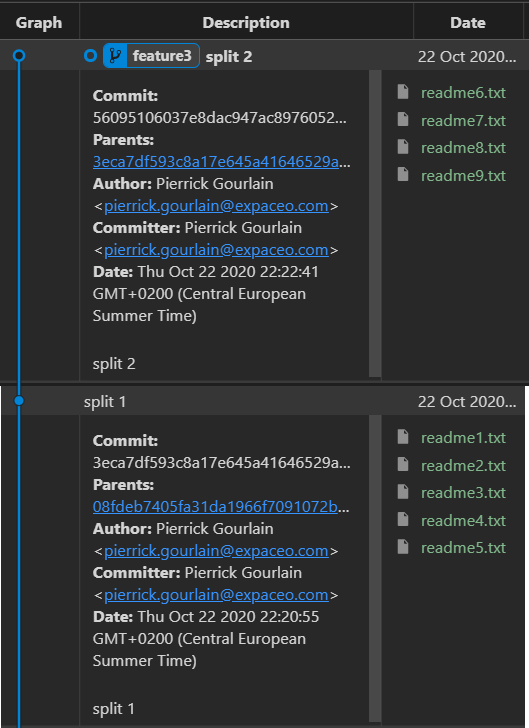 Graph Description Date
feature3 split 2 22 Oct 2020...
Commit:
56095106037e8dac947ac8976052...
Parents:
3eca7df593c8a17e645a41646529a...
Author: Pierrick Gourlain
<pierrick.gourlain@expaceo.com>
Committer: Pierrick Gourlain
<pierrick.gourlain@expaceo.com>
Date: Thu Oct 22 2020 22:22:41
GMT+0200 (Central European
Summer Time)
split 2
readme6.txt
readme7.txt
readme8.txt
readme9.txt
split 1 22 Oct 2020...
Commit:
3eca7df593c8a17e645a41646529a...
Parents:
08fdeb7405fa31da1966f7091072b...
Author: Pierrick Gourlain
<pierrick.gourlain@expaceo.com>
Committer: Pierrick Gourlain
<pierrick.gourlain@expaceo.com>
Date: Thu Oct 22 2020 22:20:55
GMT+0200 (Central European
Summer Time)
split 1
readme1.txt
readme2.txt
readme3.txt
readme4.txt
readme5.txt